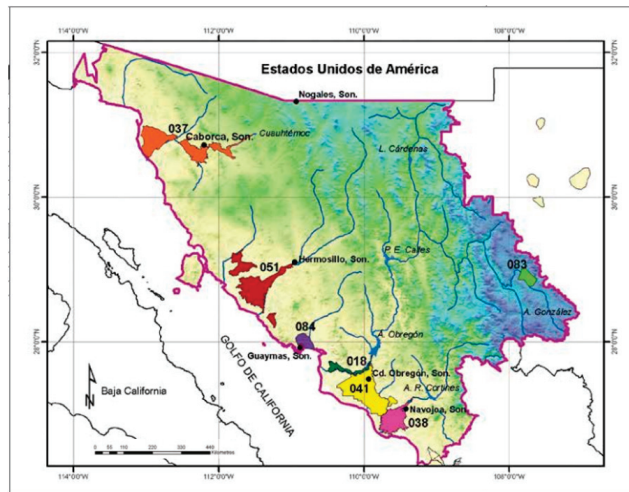 114°0'0"O
112°0'0"O
110°0'0"O
108°0'0"O
32°0'0"N
32°0'0"N
Estados Unidos de América
Nogales, Son.
037
Caborca, Son.
Cusuhtémoc
L. Cárdenas
30°0'0"N
30°0'0"N
P. E. Calles
051
Hermosillo, Son.
083
A. González
084
A. Obregón
28°0'0"N
28°0'0"N
Guaymas, Son.
018
Cd. Obregón, Son.
GOLFO DE CALIFORNIA
041
A. R. Cortines
Baja California
Navojoa, Son.
038
114°0'0"O
112°0'0"O
110°0'0"O
108°0'0"O